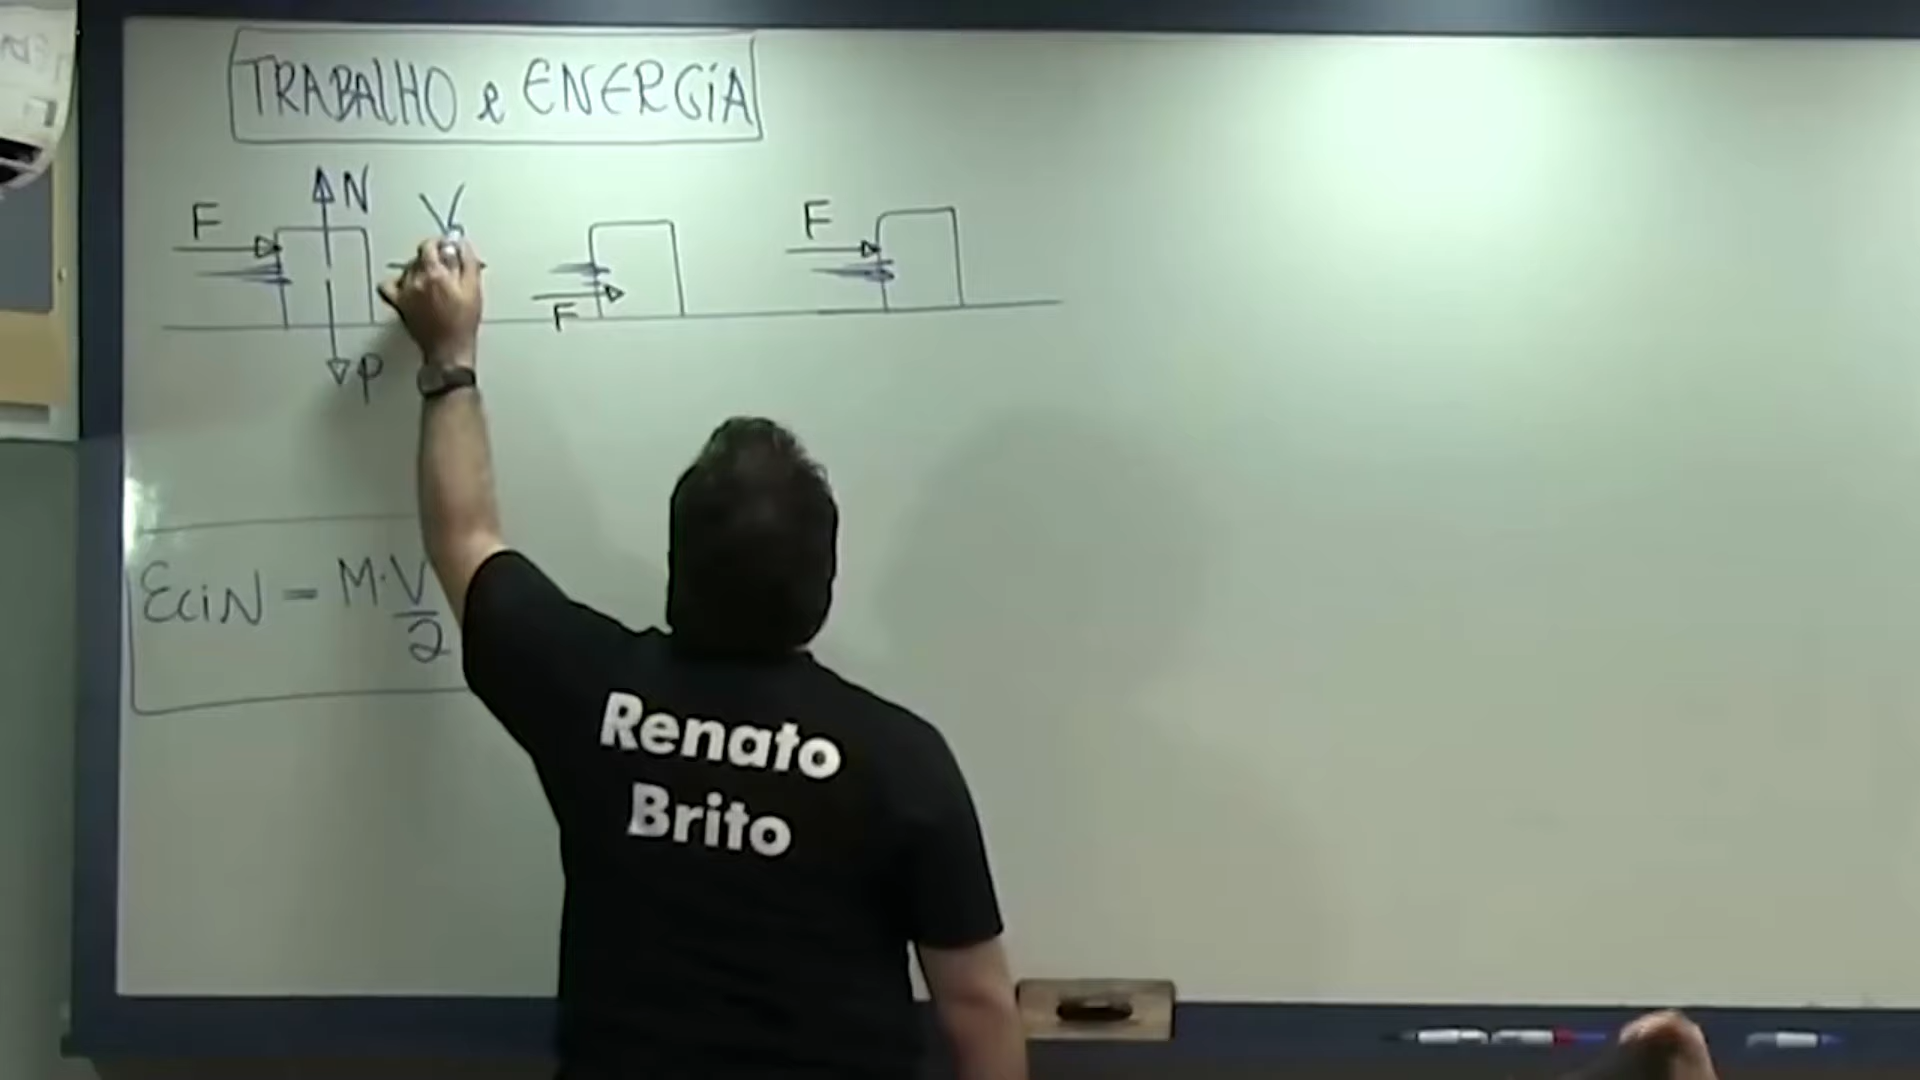 TRABALHO e ENERGIA
N
F V F
F
P
ECIN = M.V
2
Renato
Brito